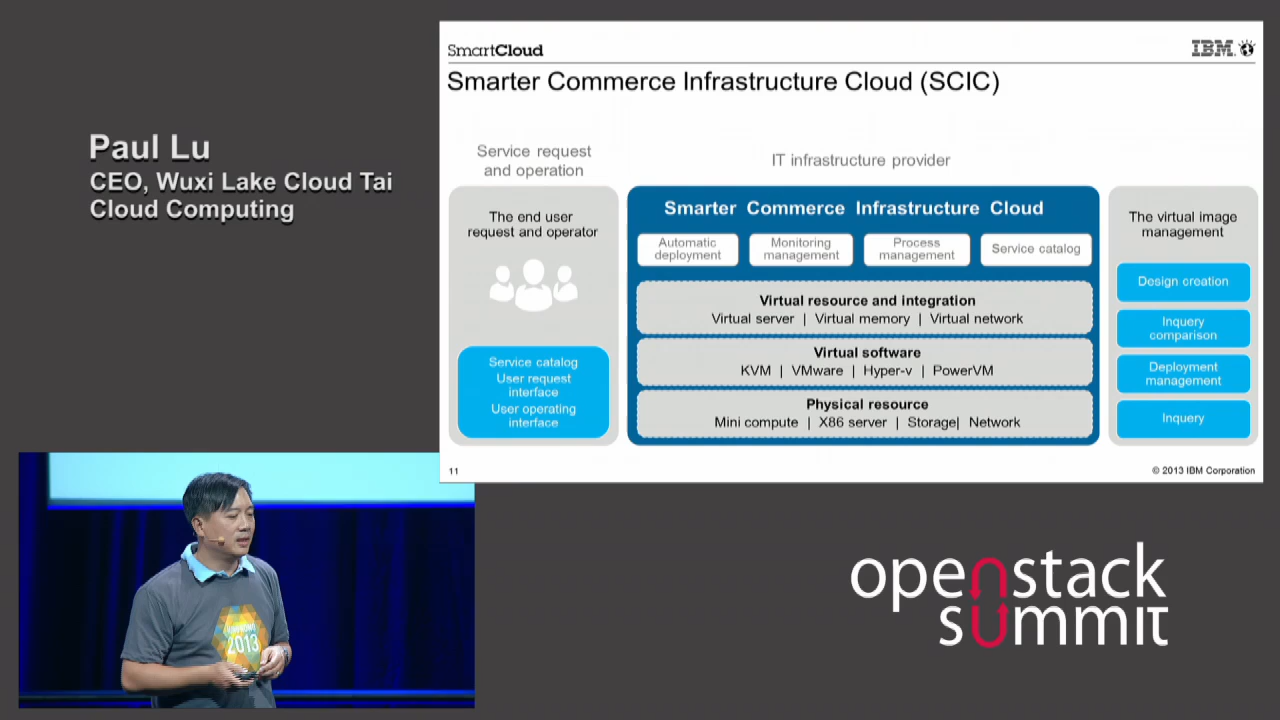 Paul Lu
CEO, Wuxi Lake Cloud Tai
Cloud Computing
SmartCloud
IBM
Smarter Commerce Infrastructure Cloud (SCIC)
Service request
and operation
IT infrastructure provider
The end user
request and operator
Service catalog
User request
interface
User operating
interface
Smarter Commerce Infrastructure Cloud
Automatic
deployment
Monitoring
management
Process
management
Service catalog
Virtual resource and integration
Virtual server | Virtual memory | Virtual network
Virtual software
KVM | VMware | Hyper-v | PowerVM
Physical resource
Mini compute | X86 server | Storage| Network
The virtual image
management
Design creation
Inquery
comparison
Deployment
management
Inquery
11
© 2013 IBM Corporation
2013
openstack
summit